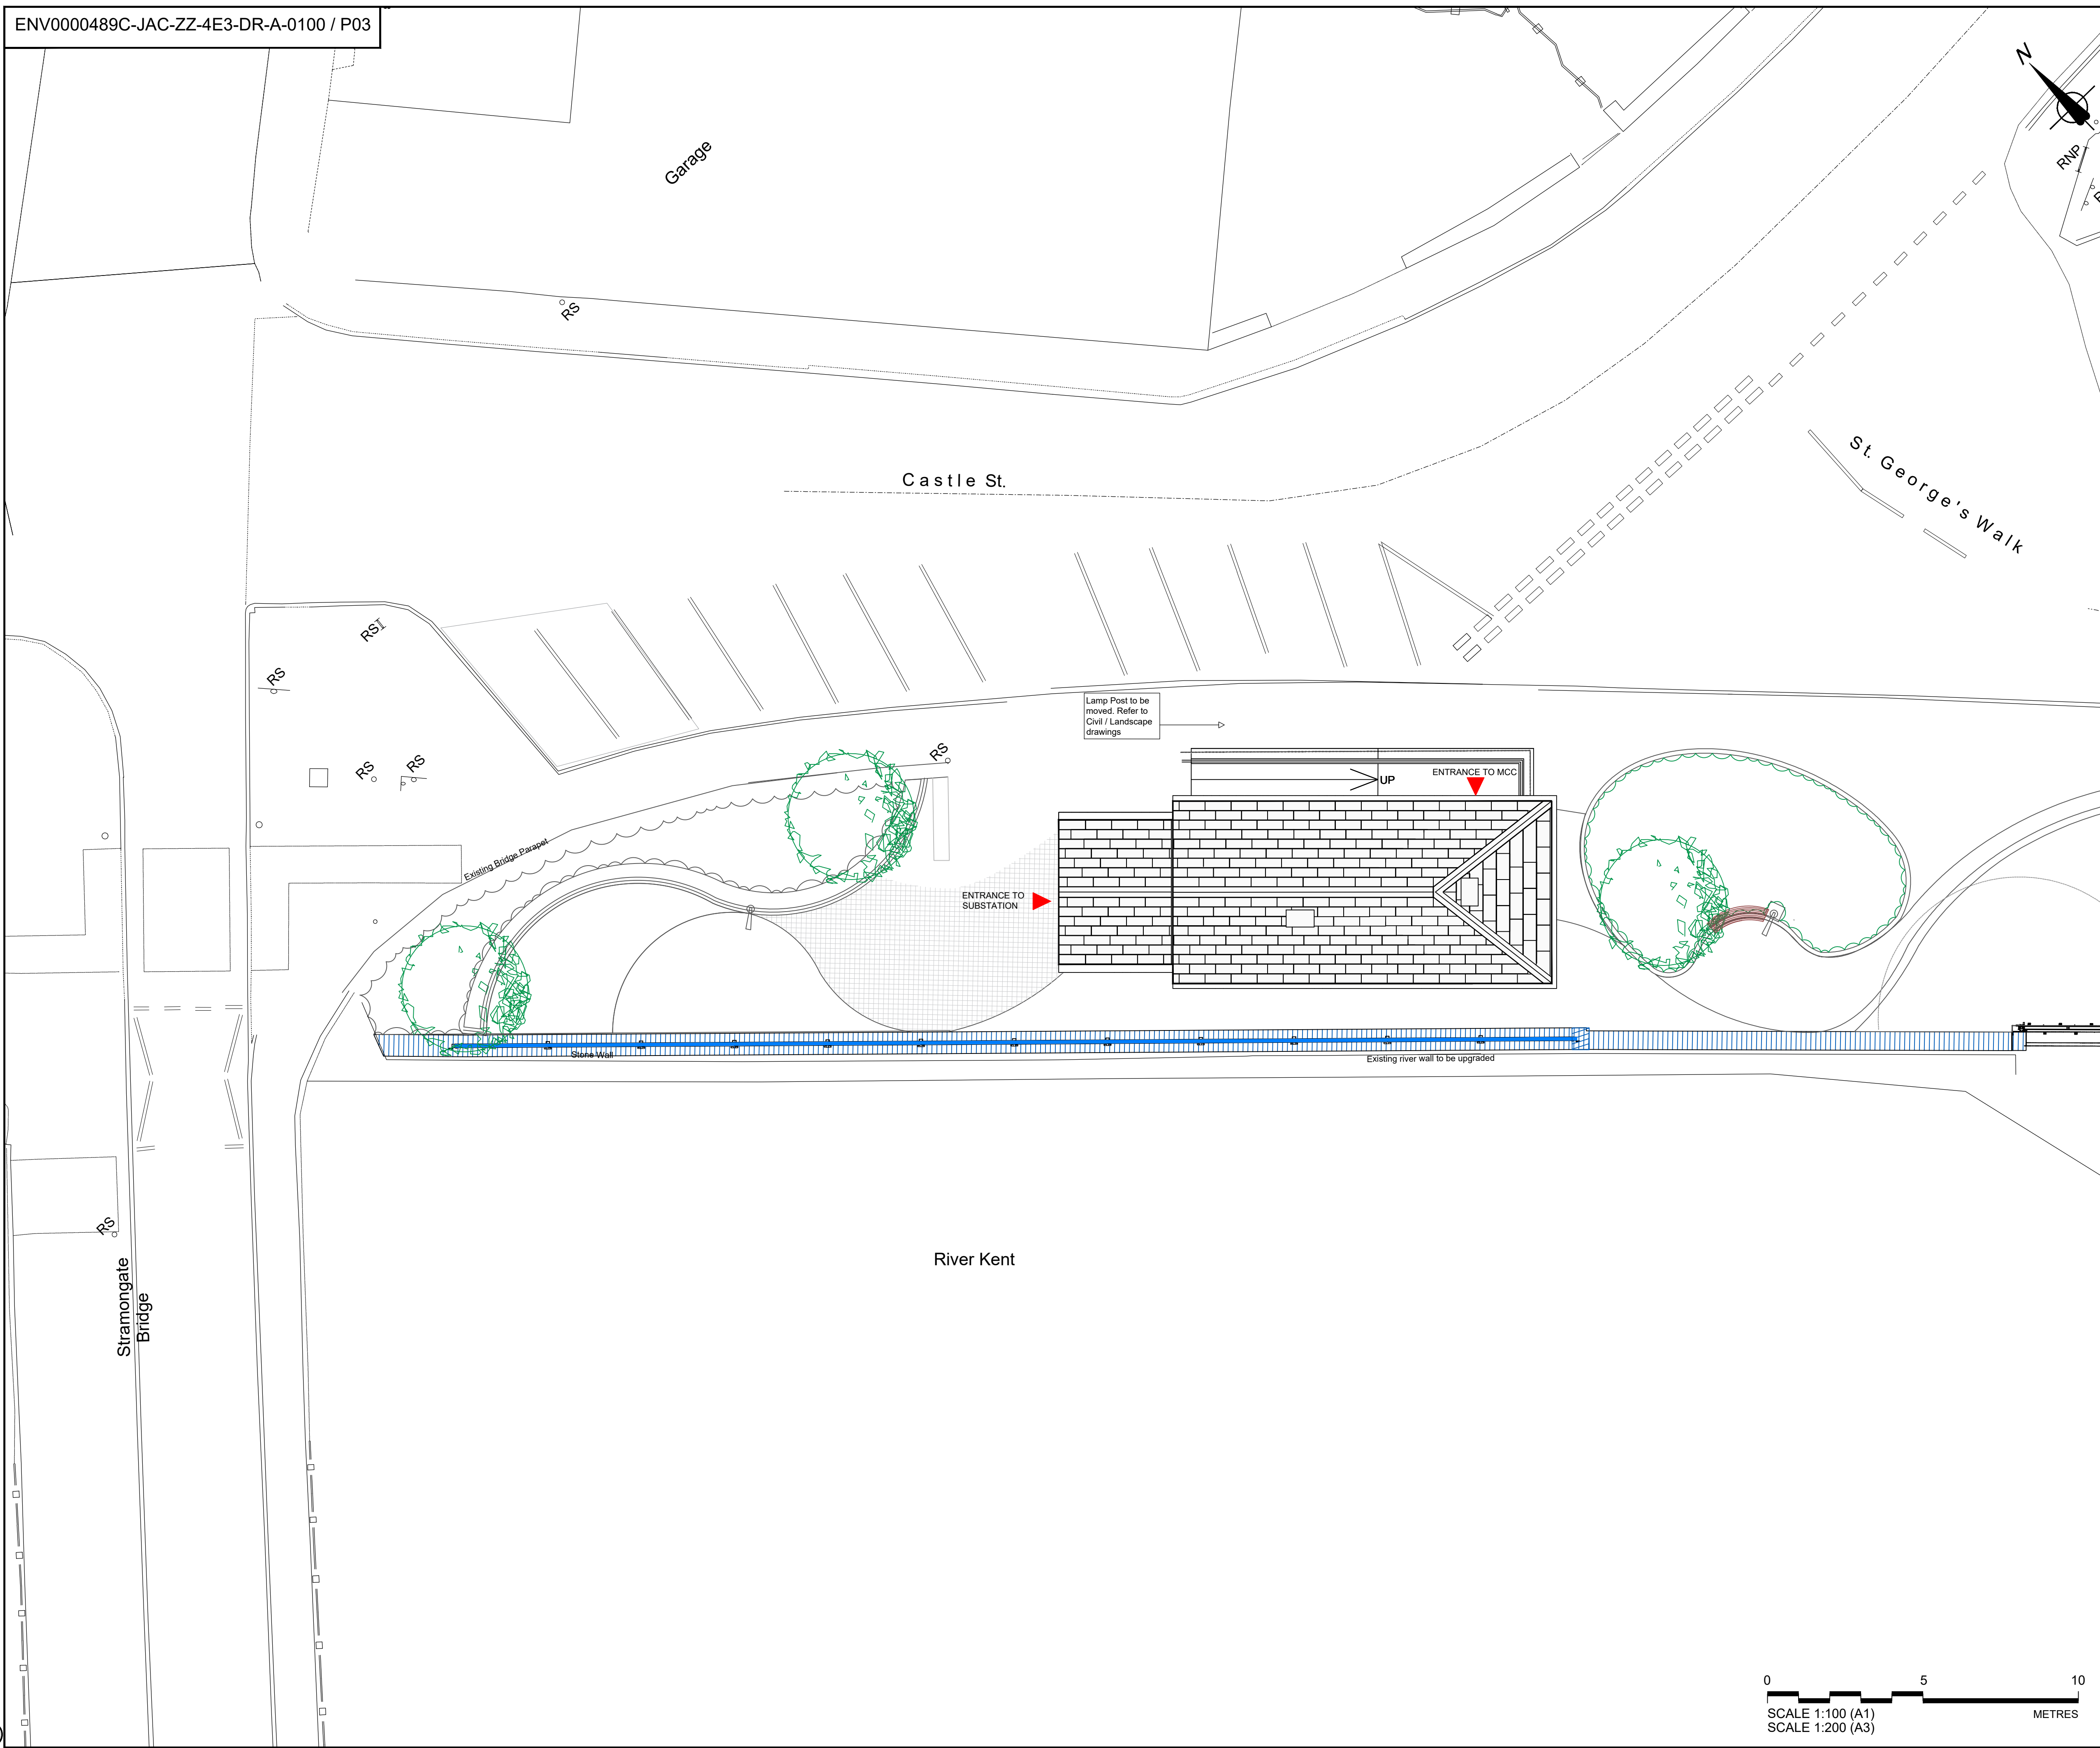 ENV0000489C-JAC-ZZ-4E3-DR-A-0100 / P03
N
RNP
Garage
RS
Castle St.
St. George's Walk
RS
RS
RS
RS
RS
Lamp Post to be
moved. Refer to
Civil / Landscape
drawings
UP
ENTRANCE TO MCC
Existing Bridge Parapet
ENTRANCE TO
SUBSTATION
Stone Wall
Existing river wall to be upgraded
RS
River Kent
Stramongate
Bridge
0 5 10
SCALE 1:100 (A1)
METRES
SCALE 1:200 (A3)